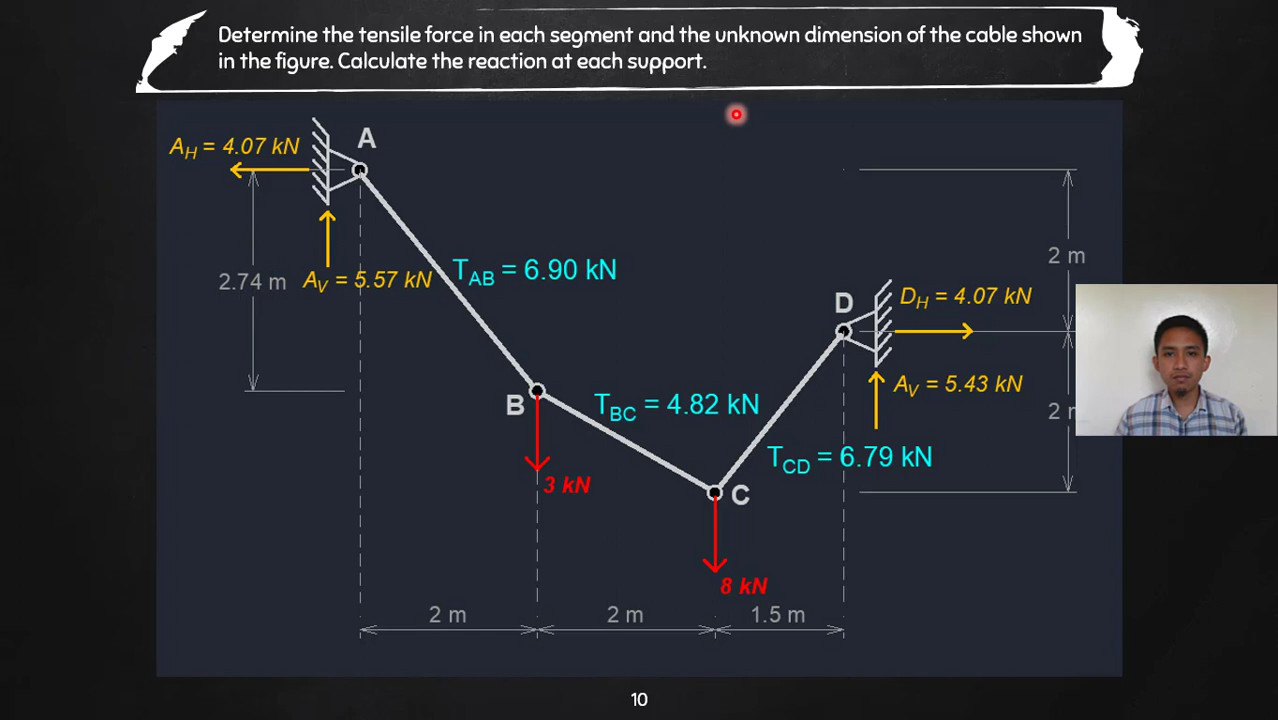 Determine the tensile force in each segment and the unknown dimension of the cable shown
in the figure. Calculate the reaction at each support.
A
A_H = 4.07 kN
2 m
2.74 m
A_V = 5.57 kN
T_AB = 6.90 kN
D
D_H = 4.07 kN
A_V = 5.43 kN
B
T_BC = 4.82 kN
2
T_CD = 6.79 kN
3 kN
C
8 kN
2 m
2 m
1.5 m
10